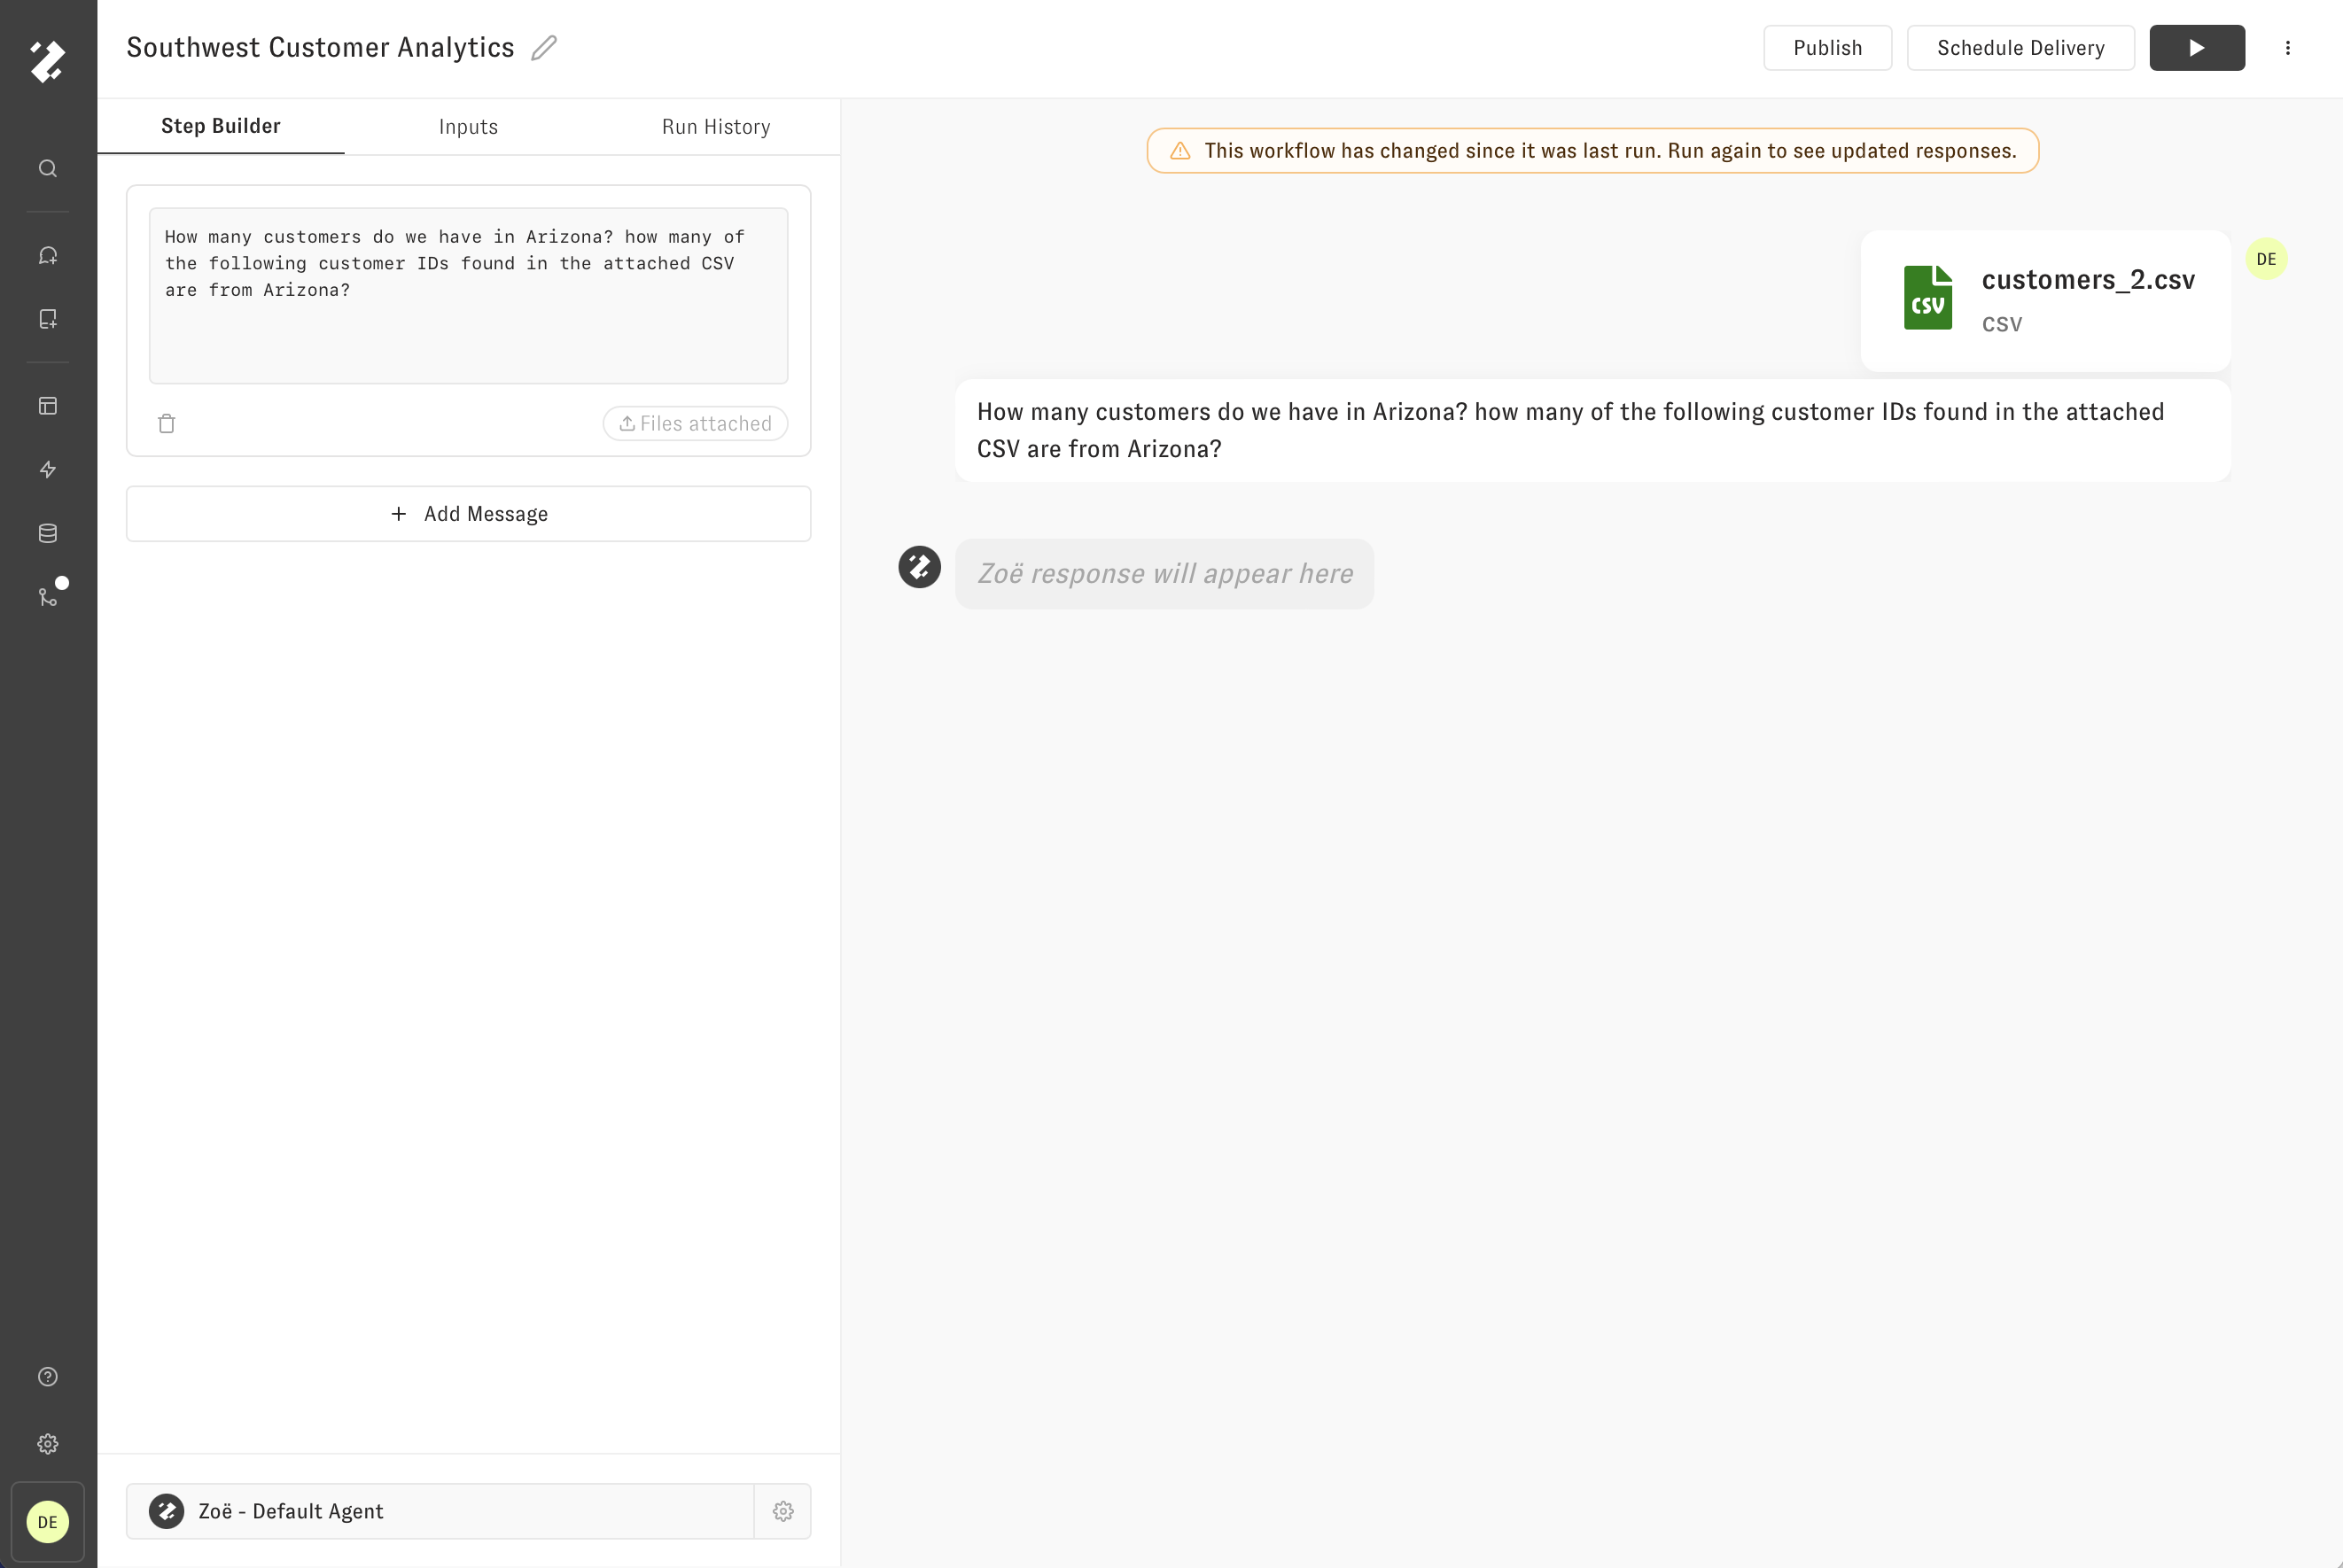 Southwest Customer Analytics
Publish
Schedule Delivery
Step Builder
Inputs
Run History
How many customers do we have in Arizona? how many of
the following customer IDs found in the attached CSV
are from Arizona?
Files attached
Add Message
Zoë - Default Agent
DE
This workflow has changed since it was last run. Run again to see updated responses.
CSV
customers_2.csv
csv
DE
How many customers do we have in Arizona? how many of the following customer IDs found in the attached
CSV are from Arizona?
Zoë response will appear here